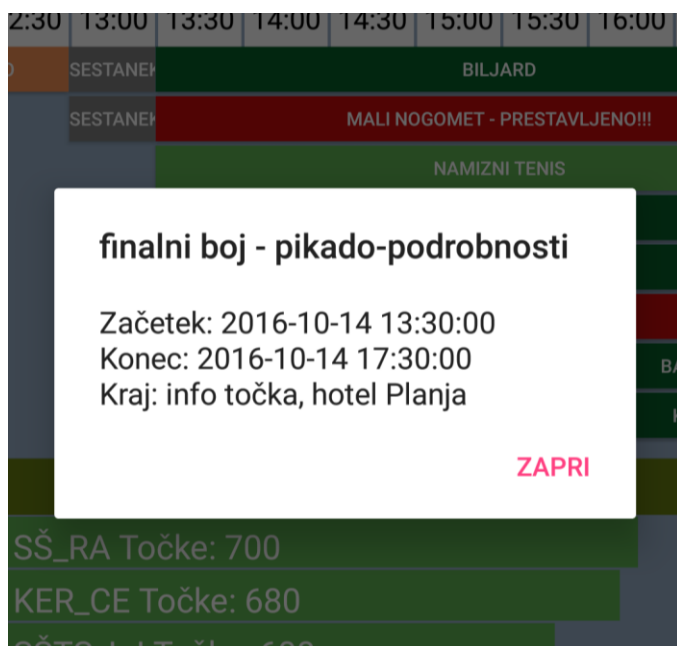 2:30 13:00 13:30 14:00 14:30 15:00 15:30 16:00
SESTANEK BILJARD
SESTANEK MALI NOGOMET - PRESTAVLJENO!!!
NAMIZNI TENIS
finalni boj - pikado-podrobnosti
Začetek: 2016-10-14 13:30:00
Konec: 2016-10-14 17:30:00
Kraj: info točka, hotel Planja
ZAPRI
SŠ_RA Točke: 700
KER_CE Točke: 680